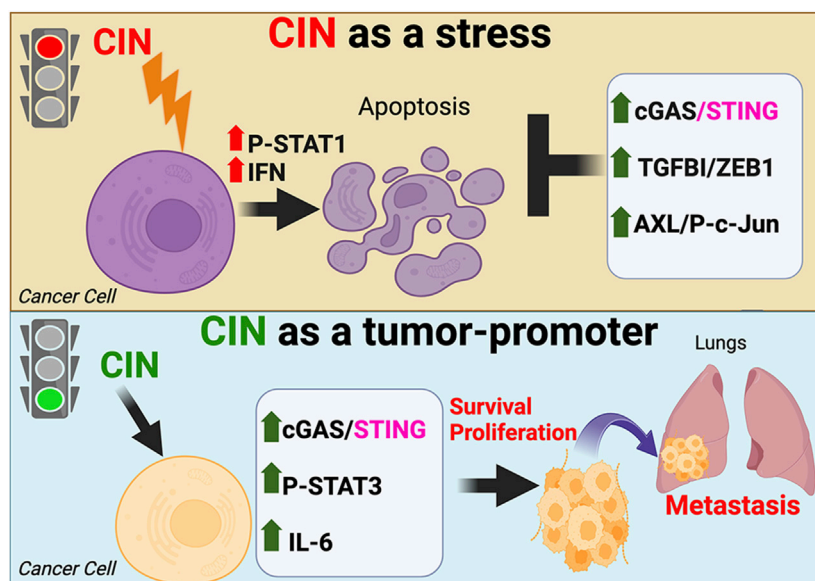 CIN
CIN as a stress
P-STAT1
IFN
Apoptosis
cGAS/STING
TGFBI/ZEB1
AXL/P-c-Jun
Cancer Cell
CIN as a tumor-promoter
CIN
cGAS/STING
P-STAT3
IL-6
Survival
Proliferation
Lungs
Metastasis
Cancer Cell